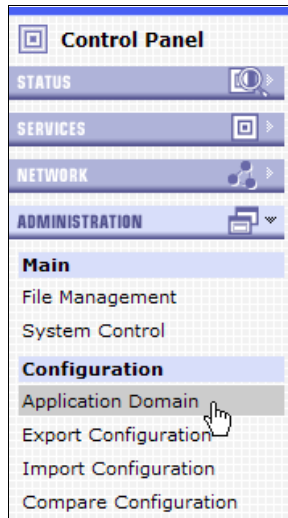 Control Panel
STATUS
SERVICES
NETWORK
ADMINISTRATION
Main
File Management
System Control
Configuration
Application Domain
Export Configuration
Import Configuration
Compare Configuration